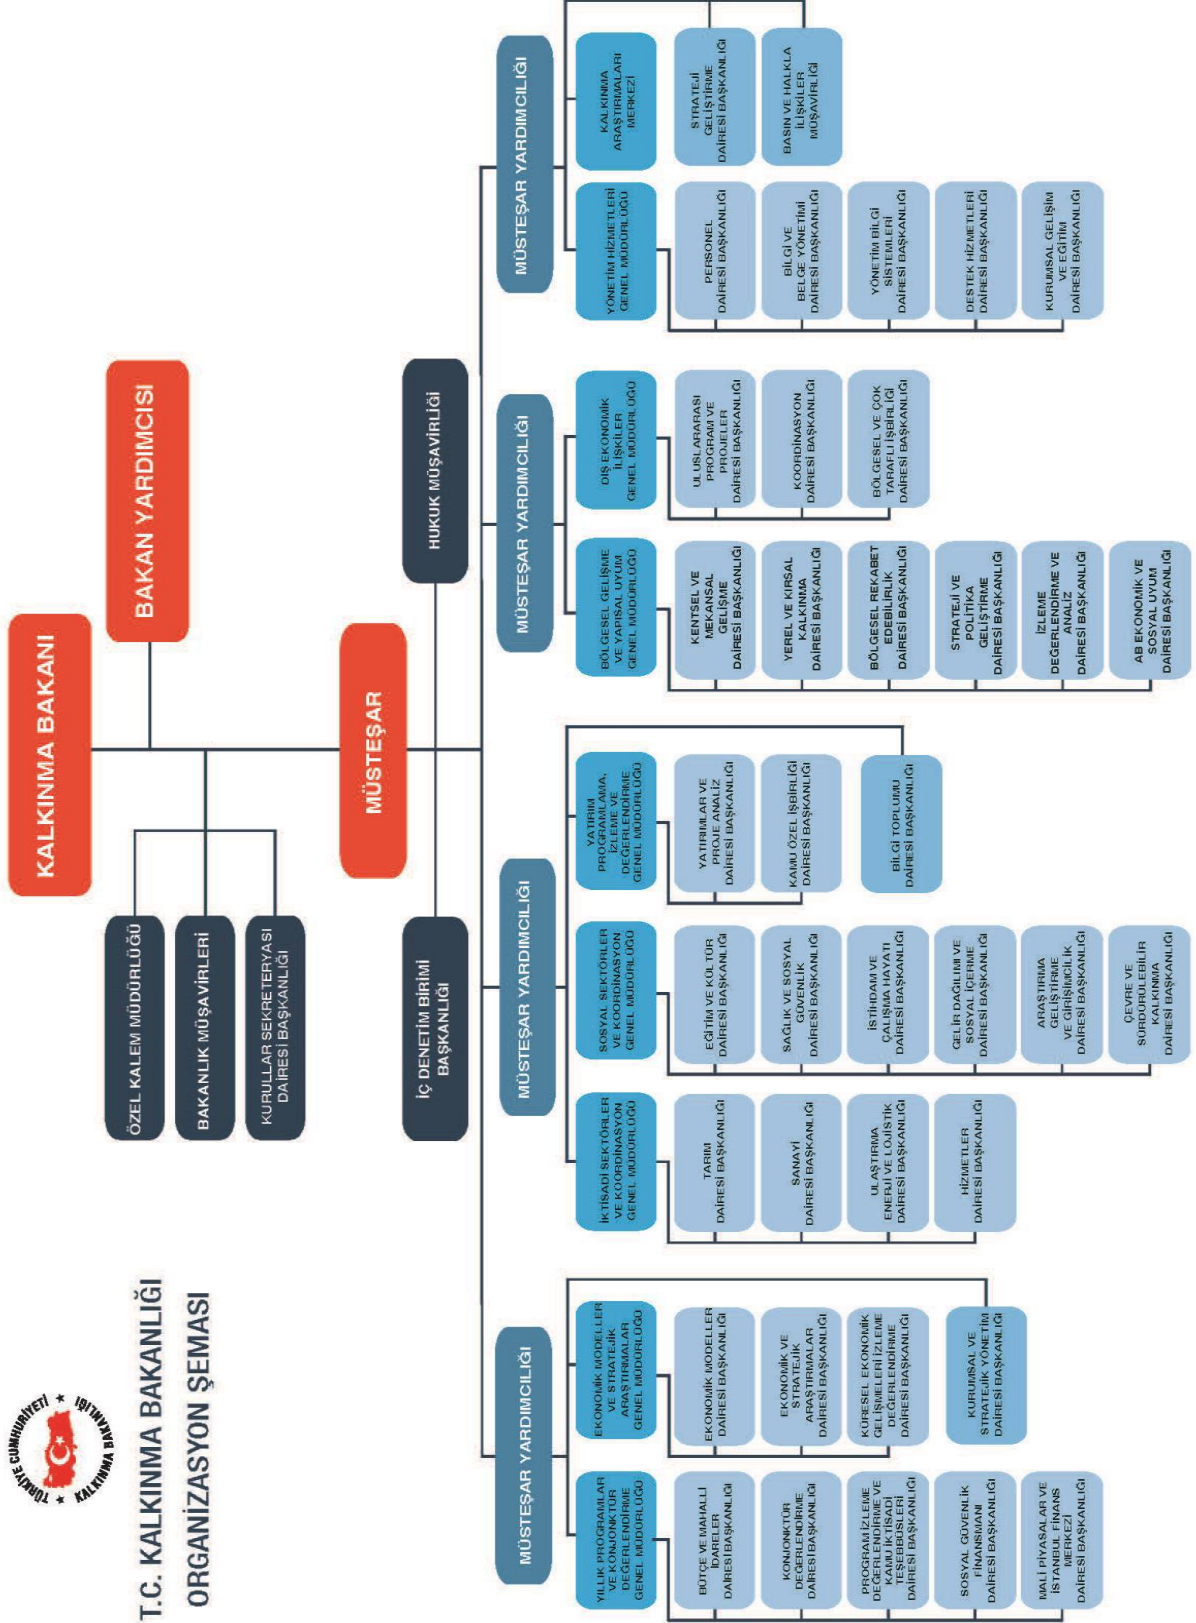 TÜRKİYE CUMHURİYETİ
KALKINMA BAKANLIĞI
T.C. KALKINMA BAKANLIĞI
ORGANİZASYON ŞEMASI
KALKINMA BAKANI
BAKAN YARDIMCISI
ÖZEL KALEM MÜDÜRLÜĞÜ
BAKANLIK MÜŞAVİRLERİ
KURULLAR SEKRETERYASI
DAİRESİ BAŞKANLIĞI
MÜSTEŞAR
İÇ DENETİM BİRİMİ
BAŞKANLIĞI
HUKUK MÜŞAVİRLİĞİ
MÜSTEŞAR YARDIMCILIĞI
YILLIK PROGRAMLAR
VE KONJONKTÜR
DEĞERLENDİRME
GENEL MÜDÜRLÜĞÜ
BÜTÇE VE MAHALLİ
İDARELER
DAİRESİ BAŞKANLIĞI
KONJONKTÜR
DEĞERLENDİRME
DAİRESİ BAŞKANLIĞI
PROGRAM İZLEME
DEĞERLENDİRME VE
KAMU İKTİSADİ
TEŞEBBÜSLERİ
DAİRESİ BAŞKANLIĞI
SOSYAL GÜVENLİK
FİNANSMANI
DAİRESİ BAŞKANLIĞI
MALİ PİYASALAR VE
İSTANBUL FİNANS
MERKEZİ
DAİRESİ BAŞKANLIĞI
EKONOMİK MODELLER
VE STRATEJİK
ARAŞTIRMALAR
GENEL MÜDÜRLÜĞÜ
EKONOMİK MODELLER
DAİRESİ BAŞKANLIĞI
EKONOMİK VE
STRATEJİK
ARAŞTIRMALAR
DAİRESİ BAŞKANLIĞI
KÜRESEL EKONOMİK
GELİŞMELERİ İZLEME
DEĞERLENDİRME
DAİRESİ BAŞKANLIĞI
KURUMSAL VE
STRATEJİK YÖNETİM
DAİRESİ BAŞKANLIĞI
MÜSTEŞAR YARDIMCILIĞI
İKTİSADİ SEKTÖRLER
VE KOORDİNASYON
GENEL MÜDÜRLÜĞÜ
TARIM
DAİRESİ BAŞKANLIĞI
SANAYİ
DAİRESİ BAŞKANLIĞI
ULAŞTIRMA
ENERJİ VE LOJİSTİK
DAİRESİ BAŞKANLIĞI
HİZMETLER
DAİRESİ BAŞKANLIĞI
SOSYAL SEKTÖRLER
VE KOORDİNASYON
GENEL MÜDÜRLÜĞÜ
EĞİTİM VE KÜLTÜR
DAİRESİ BAŞKANLIĞI
SAĞLIK VE SOSYAL
GÜVENLİK
DAİRESİ BAŞKANLIĞI
İSTİHDAM VE
ÇALIŞMA HAYATI
DAİRESİ BAŞKANLIĞI
GELİR DAĞILIMI VE
SOSYAL İÇERME
DAİRESİ BAŞKANLIĞI
ARAŞTIRMA
GELİŞTİRME
VE GİRİŞİMCİLİK
DAİRESİ BAŞKANLIĞI
ÇEVRE VE
SÜRDÜRÜLEBİLİR
KALKINMA
DAİRESİ BAŞKANLIĞI
YATIRIM
PROGRAMLAMA,
İZLEME VE
DEĞERLENDİRME
GENEL MÜDÜRLÜĞÜ
YATIRIMLAR VE
PROJE ANALİZ
DAİRESİ BAŞKANLIĞI
KAMU ÖZEL İŞBİRLİĞİ
DAİRESİ BAŞKANLIĞI
BİLGİ TOPLUMU
DAİRESİ BAŞKANLIĞI
MÜSTEŞAR YARDIMCILIĞI
BÖLGESEL GELİŞME
VE YAPISAL UYUM
GENEL MÜDÜRLÜĞÜ
KENTSEL VE
MEKANSAL
GELİŞME
DAİRESİ BAŞKANLIĞI
YEREL VE KIRSAL
KALKINMA
DAİRESİ BAŞKANLIĞI
BÖLGESEL REKABET
EDEBİLİRLİK
DAİRESİ BAŞKANLIĞI
STRATEJİ VE
POLİTİKA
GELİŞTİRME
DAİRESİ BAŞKANLIĞI
İZLEME
DEĞERLENDİRME VE
ANALİZ
DAİRESİ BAŞKANLIĞI
AB EKONOMİK VE
SOSYAL UYUM
DAİRESİ BAŞKANLIĞI
DIŞ EKONOMİK
İLİŞKİLER
GENEL MÜDÜRLÜĞÜ
ULUSLARARASI
PROGRAM VE
PROJELER
DAİRESİ BAŞKANLIĞI
KOORDİNASYON
DAİRESİ BAŞKANLIĞI
BÖLGESEL VE ÇOK
TARAFLI İŞBİRLİĞİ
DAİRESİ BAŞKANLIĞI
MÜSTEŞAR YARDIMCILIĞI
YÖNETİM HİZMETLERİ
GENEL MÜDÜRLÜĞÜ
PERSONEL
DAİRESİ BAŞKANLIĞI
BİLGİ VE
BELGE YÖNETİMİ
DAİRESİ BAŞKANLIĞI
YÖNETİM BİLGİ
SİSTEMLERİ
DAİRESİ BAŞKANLIĞI
DESTEK HİZMETLERİ
DAİRESİ BAŞKANLIĞI
KURUMSAL GELİŞİM
VE EĞİTİM
DAİRESİ BAŞKANLIĞI
KALKINMA
ARAŞTIRMALARI
MERKEZİ
STRATEJİ
GELİŞTİRME
DAİRESİ BAŞKANLIĞI
BASIN VE HALKLA
İLİŞKİLER
MÜŞAVİRLİĞİ